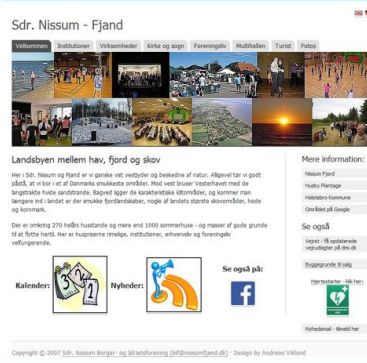 Sdr. Nissum - Fjand
Velkommen Institutioner Virksomheder Kirke og sogn Foreningsliv Multihallen Turist Fotos
Landsbyen mellem hav, fjord og skov
Her i Sdr. Nissum og Fjand er vi ganske vet vestjyder og beskedne af natur. Alligevel tør vi godt
påstå, at vi bor i et af Danmarks smukkeste områder. Mod vest bruser Vesterhavet med de
langstrakte hvide sandstrande. Bagved ligger de karakteristiske klitområder, og kommer man
længere ind i landet er der smukke fjordlandskaber, nogle af landets største skovområder, hede
og kornmark.
Der er omkring 270 helårs husstande og mere end 1000 sommerhuse - og masser af gode grunde
til at flytte hertil. Her er huspriserne rimelige, institutioner, erhvervsliv og foreningsliv
velfungerende.
Kalender:
Nyheder:
Se også på:
Mere information:
Nissum Fjord
Husby Plantage
Holstebro Kommune
Området på Google
Se også
Vejret - få opdaterede
vejrudsigter på dmi.dk
Byggegrunde til salg
Hjertestarter - klik her:
Nyhedsmail - tilmeld her
Copyright © 2007 Sdr. Nissum Borger- og Idrætsforening (bif@nissumfjand.dk) · Design by Andreas Viklund